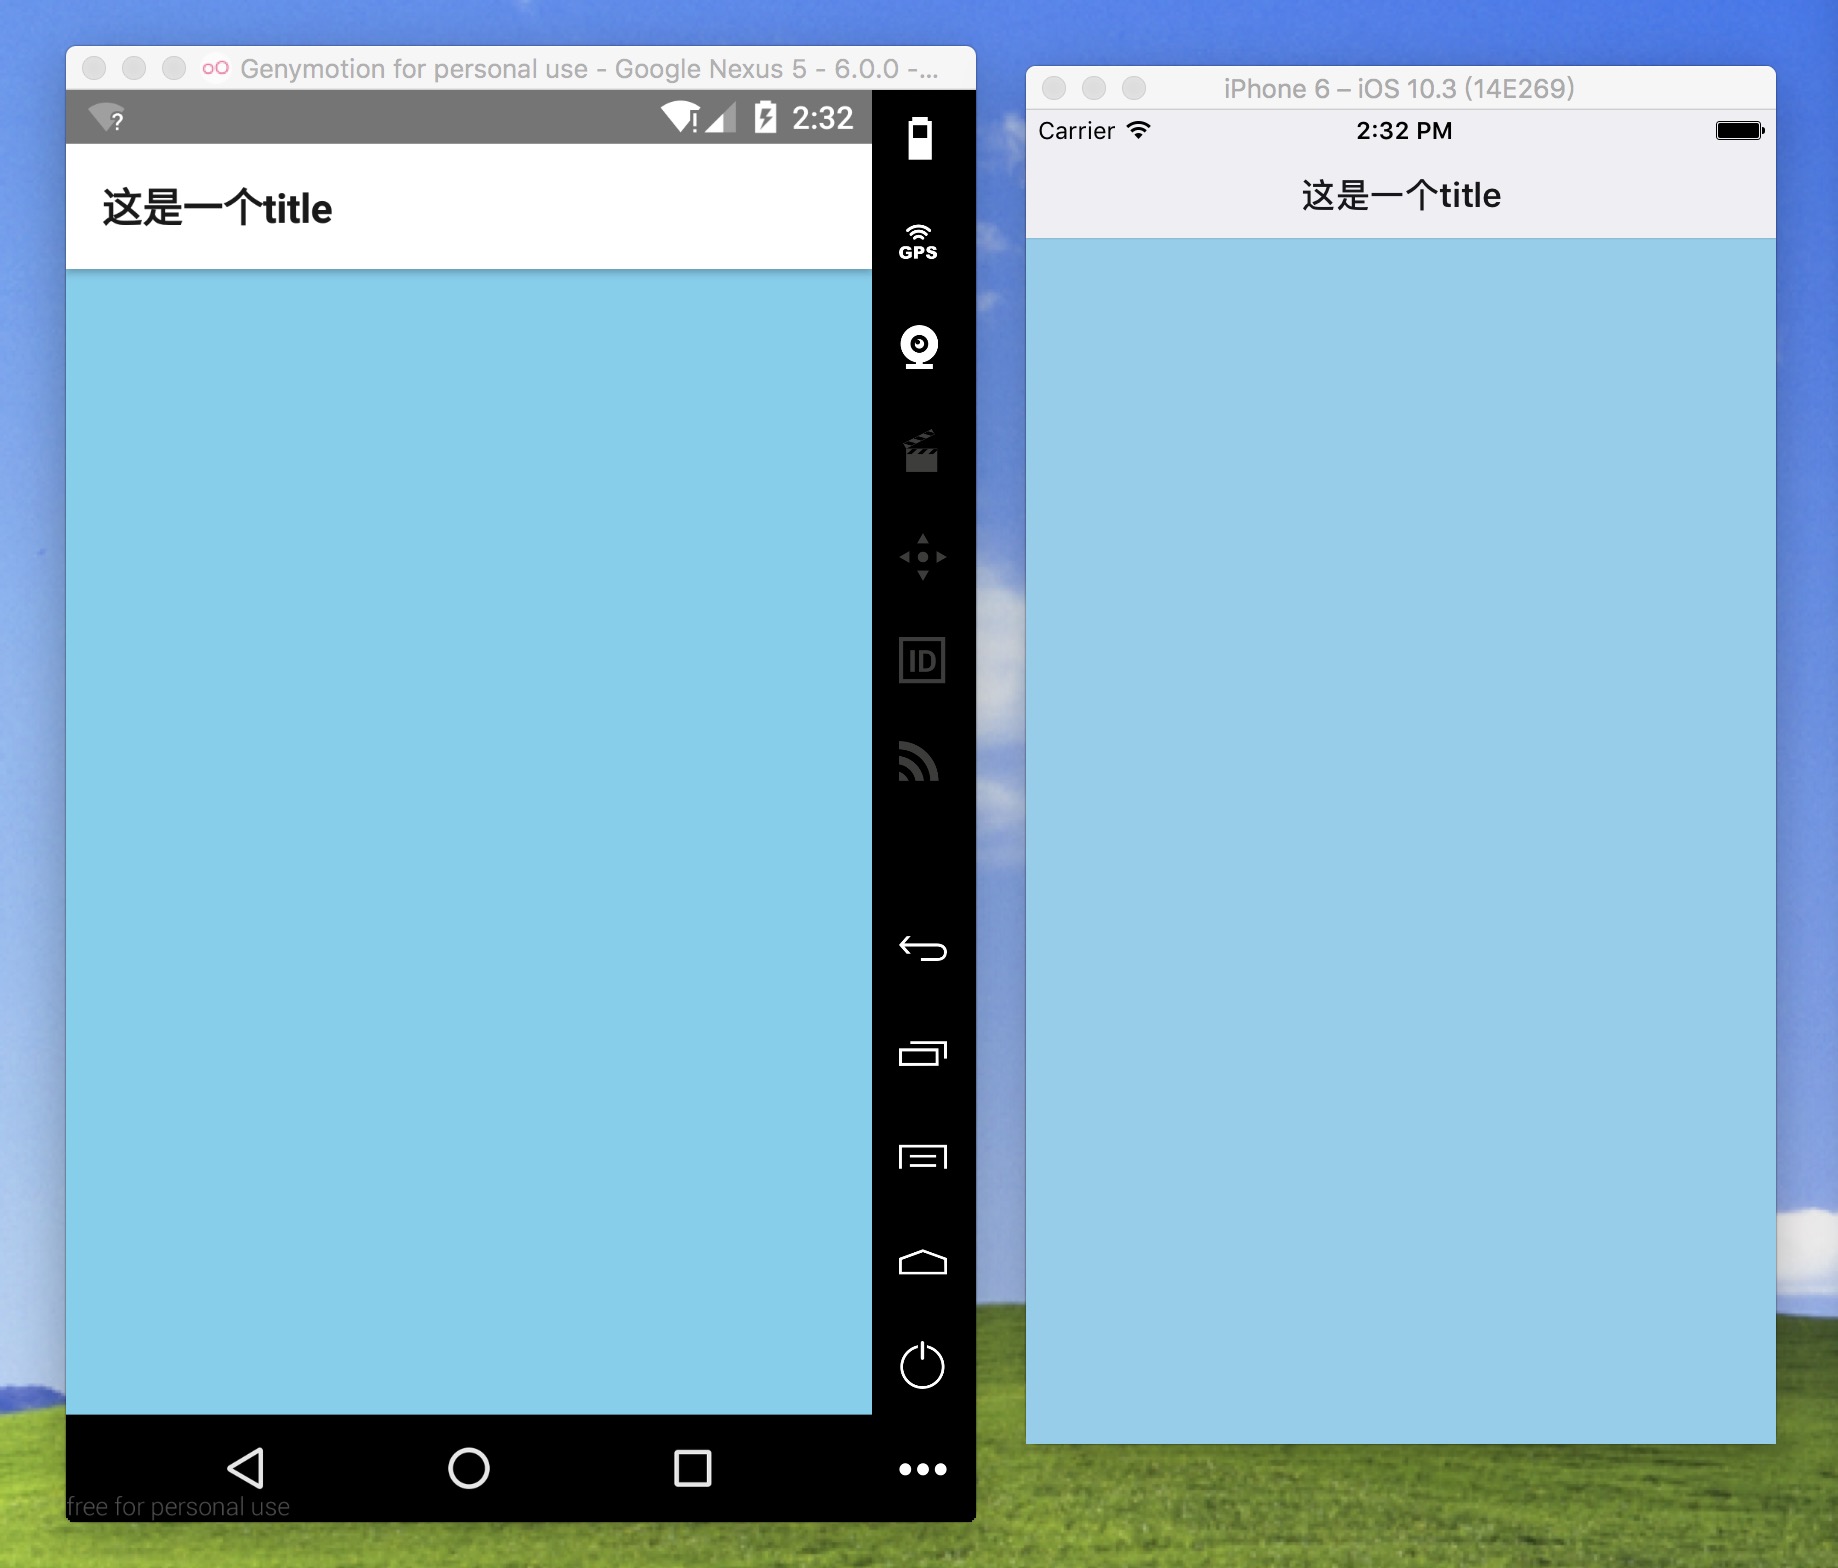 Genymotion for personal use - Google Nexus 5 - 6.0.0 -...
2:32
这是一个title
GPS
ID
free for personal use
iPhone 6 – iOS 10.3 (14E269)
Carrier 2:32 PM
这是一个title